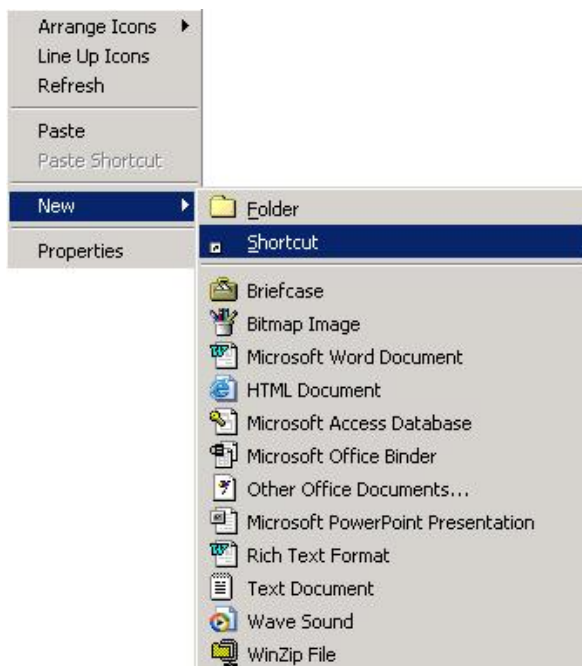 Arrange Icons
Line Up Icons
Refresh
Paste
Paste Shortcut
New
Properties
Folder
Shortcut
Briefcase
Bitmap Image
Microsoft Word Document
HTML Document
Microsoft Access Database
Microsoft Office Binder
Other Office Documents...
Microsoft PowerPoint Presentation
Rich Text Format
Text Document
Wave Sound
WinZip File